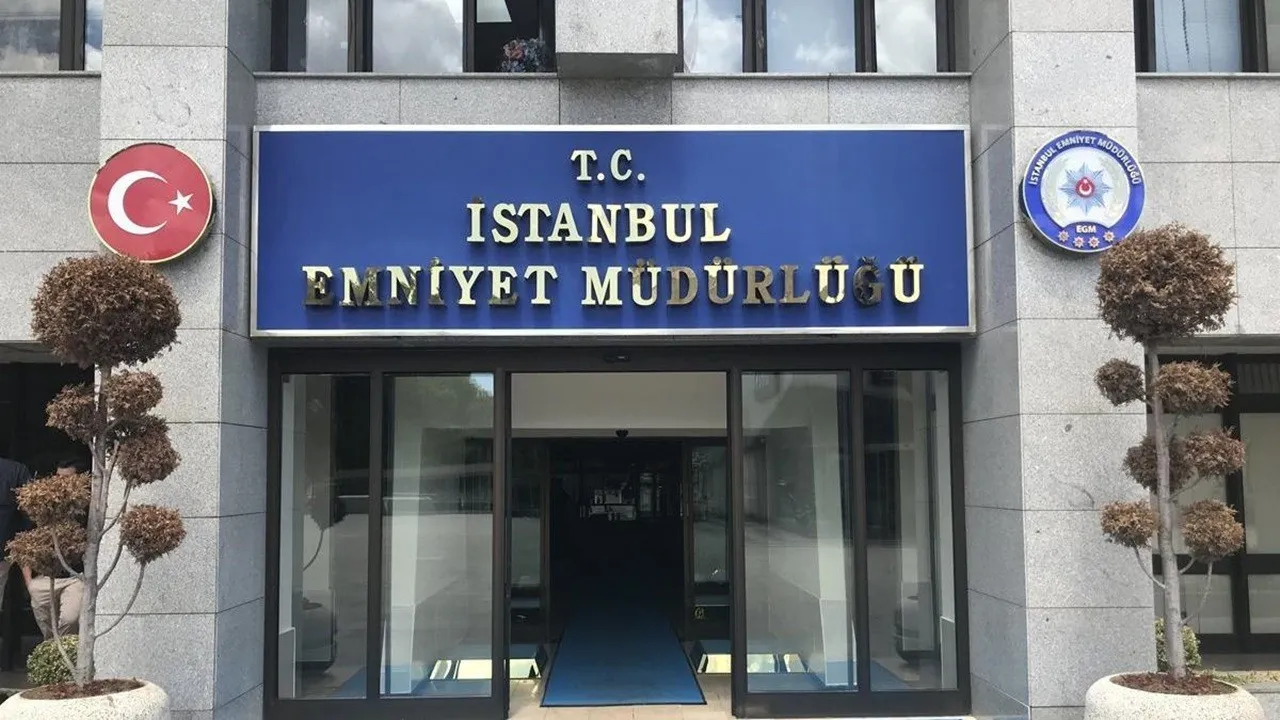 T.C.
İSTANBUL
EMNİYET MÜDÜRLÜĞÜ
İSTANBUL EMNİYET MÜDÜRLÜĞÜ
EGM